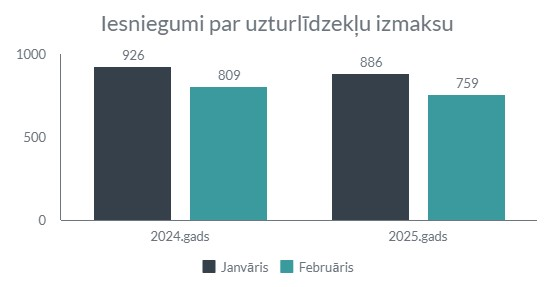 Iesniegumi par uzturlīdzekļu izmaksu
1000
500
0
926
809
886
759
2024.gads
2025.gads
Janvāris
Februāris